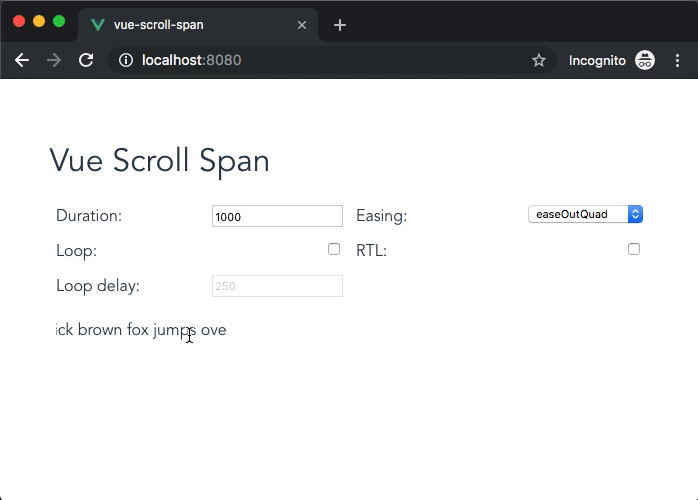 vue-scroll-span
localhost:8080
Incognito
Vue Scroll Span
Duration: 1000 Easing: easeOutQuad
Loop: RTL:
Loop delay: 250
ick brown fox jumps ove